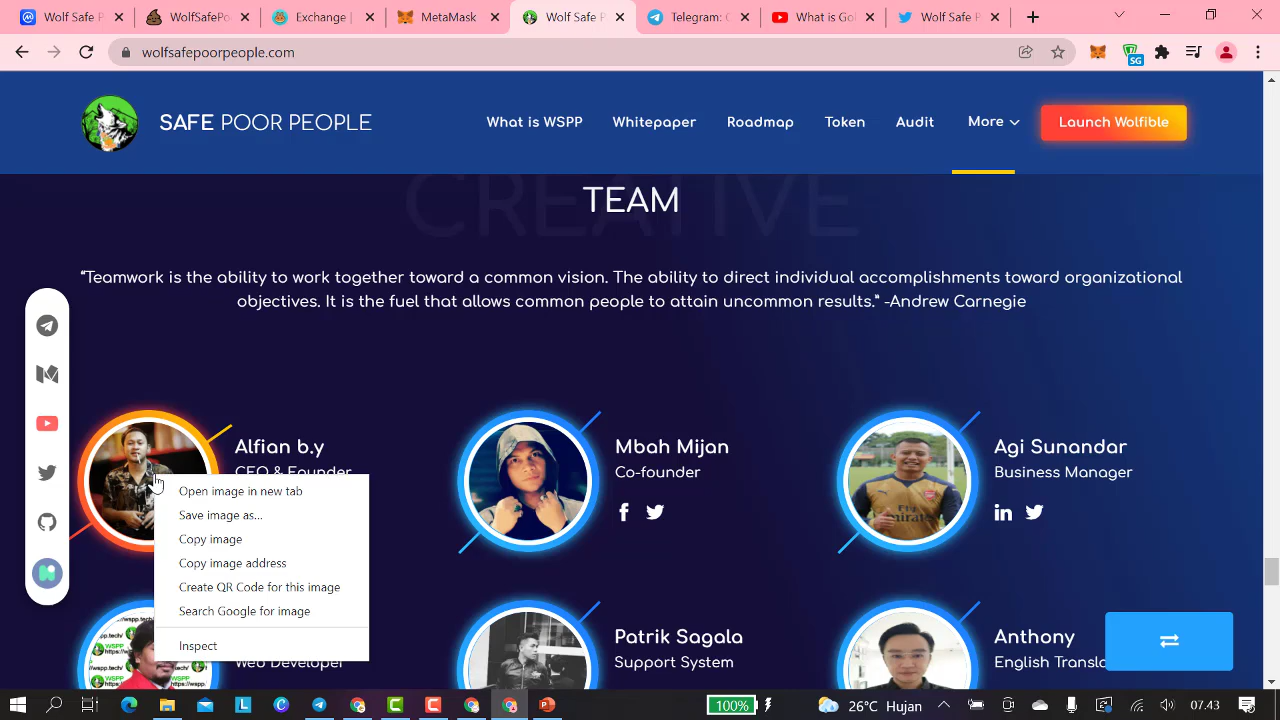 Wolf Safe P
WolfSafePo
Exchange |
MetaMask
Wolf Safe P
Telegram: C
What is Gol
Wolf Safe P
wolfsafepoorpeople.com
SG
SAFE POOR PEOPLE
What is WSPP
Whitepaper
Roadmap
Token
Audit
More
Launch Wolfible
CREATIVE
TEAM
“Teamwork is the ability to work together toward a common vision. The ability to direct individual accomplishments toward organizational
objectives. It is the fuel that allows common people to attain uncommon results.” -Andrew Carnegie
Alfian b.y
CEO & Founder
Mbah Mijan
Co-founder
Agi Sunandar
Business Manager
Open image in new tab
Save image as...
Copy image
Copy image address
Create QR Code for this image
Search Google for image
Inspect
Web Developer
Patrik Sagala
Support System
Anthony
English Transla
100%
26°C Hujan
07.43